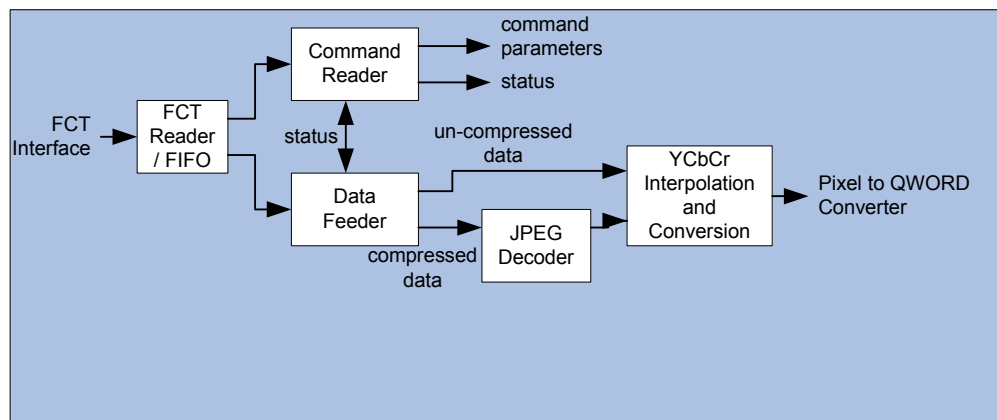 command
parameters
Command
Reader
status
FCT
Interface
FCT
Reader
/ FIFO
status
un-compressed
data
YCbCr
Interpolation
and
Conversion
Pixel to QWORD
Converter
Data
Feeder
compressed
data
JPEG
Decoder